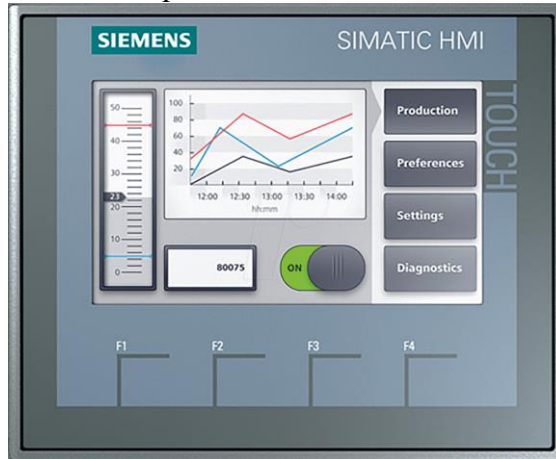 SIEMENS
SIMATIC HMI
TOUCH
50
40
30
23
20
10
0
100
80
60
40
20
12:00 12:30 13:00 13:30 14:00
hh:mm
80075
ON
Production
Preferences
Settings
Diagnostics
F1 F2 F3 F4